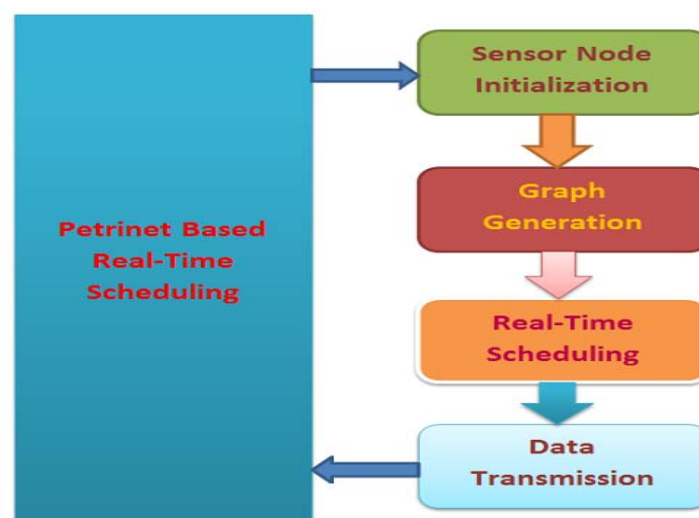 Petrinet Based
Real-Time
Scheduling
Sensor Node
Initialization
Graph
Generation
Real-Time
Scheduling
Data
Transmission